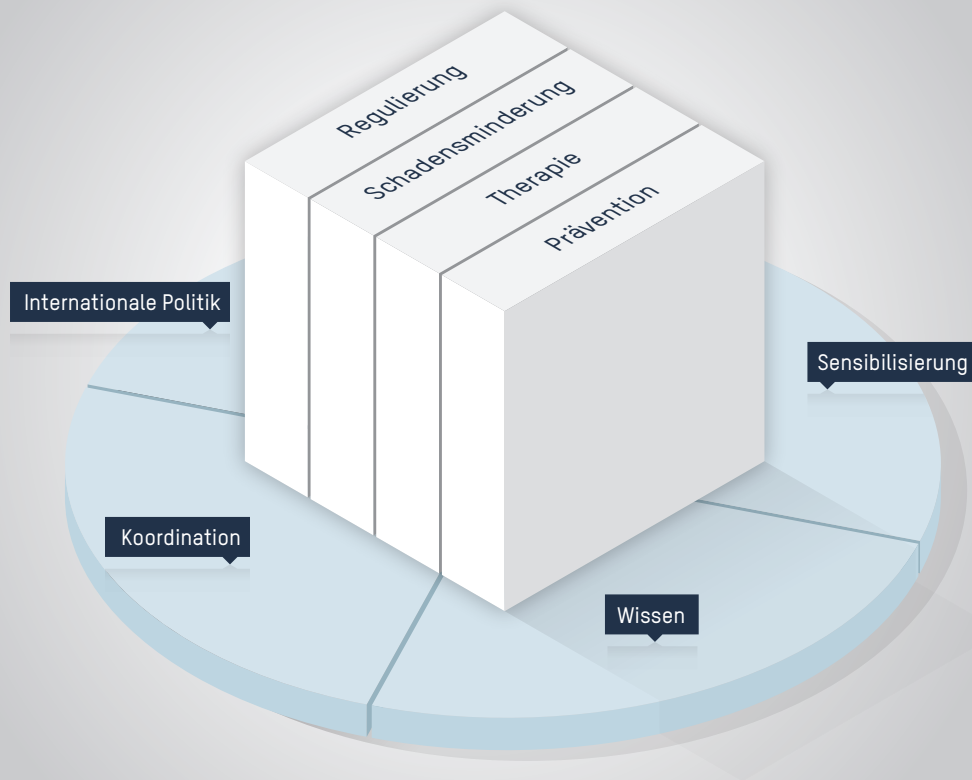 Regulierung
Schadensminderung
Therapie
Prävention
Internationale Politik
Sensibilisierung
Koordination
Wissen